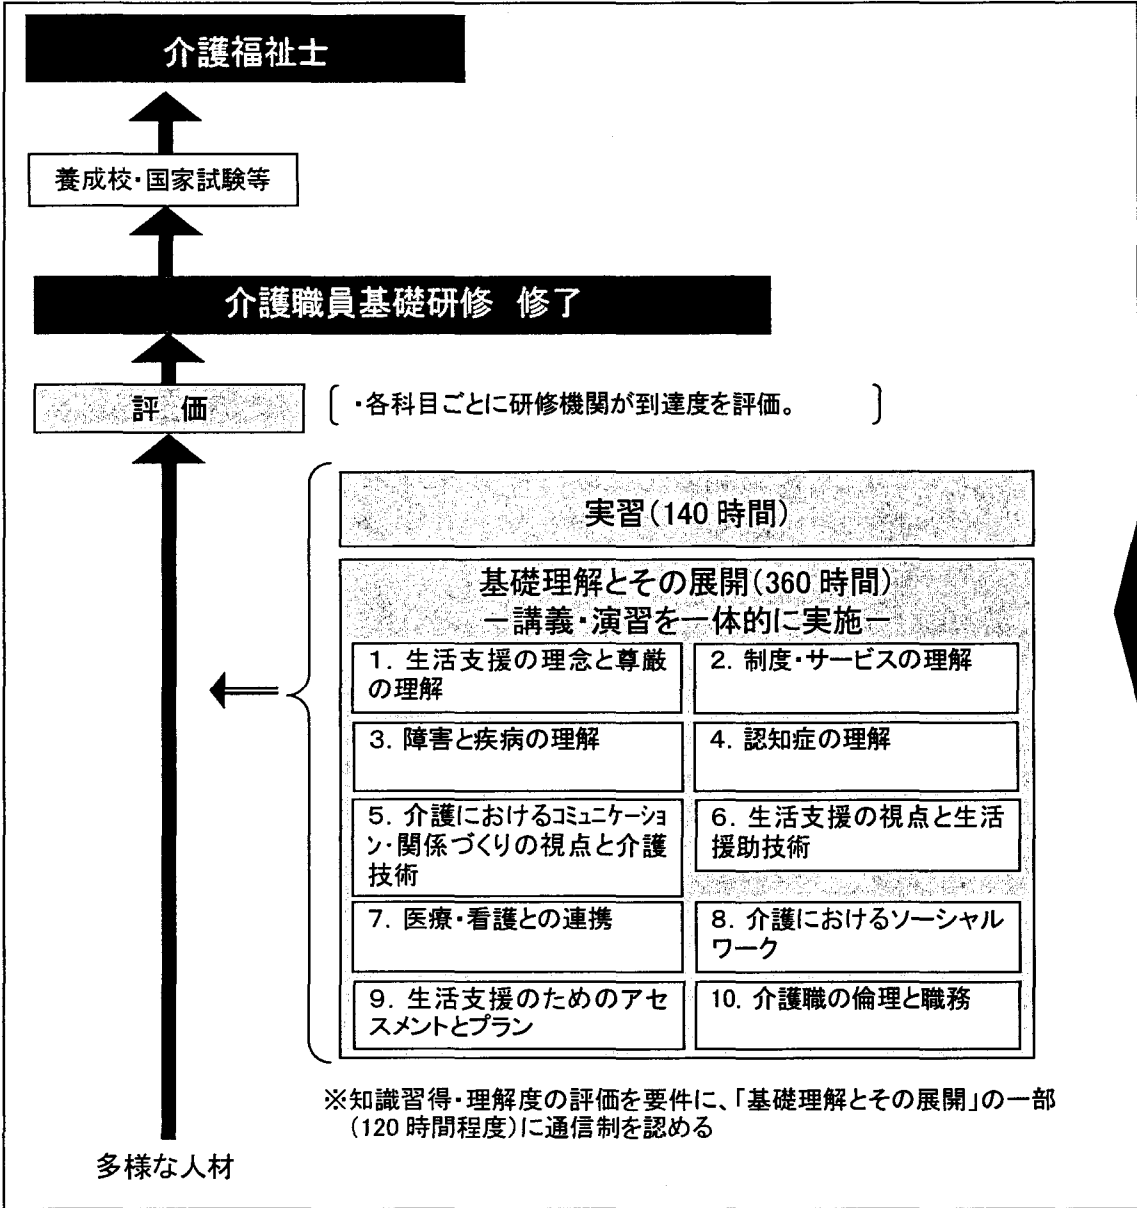 介護福祉士
養成校・国家試験等
介護職員基礎研修 修了
評 価
・各科目ごとに研修機関が到達度を評価。
実習(140時間)
基礎理解とその展開(360時間)
－講義・演習を一体的に実施－
1. 生活支援の理念と尊厳
の理解
2. 制度・サービスの理解
3. 障害と疾病の理解
4. 認知症の理解
5. 介護におけるコミュニケーショ
ン・関係づくりの視点と介護
技術
6. 生活支援の視点と生活
援助技術
7. 医療・看護との連携
8. 介護におけるソーシャル
ワーク
9. 生活支援のためのアセ
スメントとプラン
10. 介護職の倫理と職務
※知識習得・理解度の評価を要件に、「基礎理解とその展開」の一部
(120時間程度)に通信制を認める
多様な人材